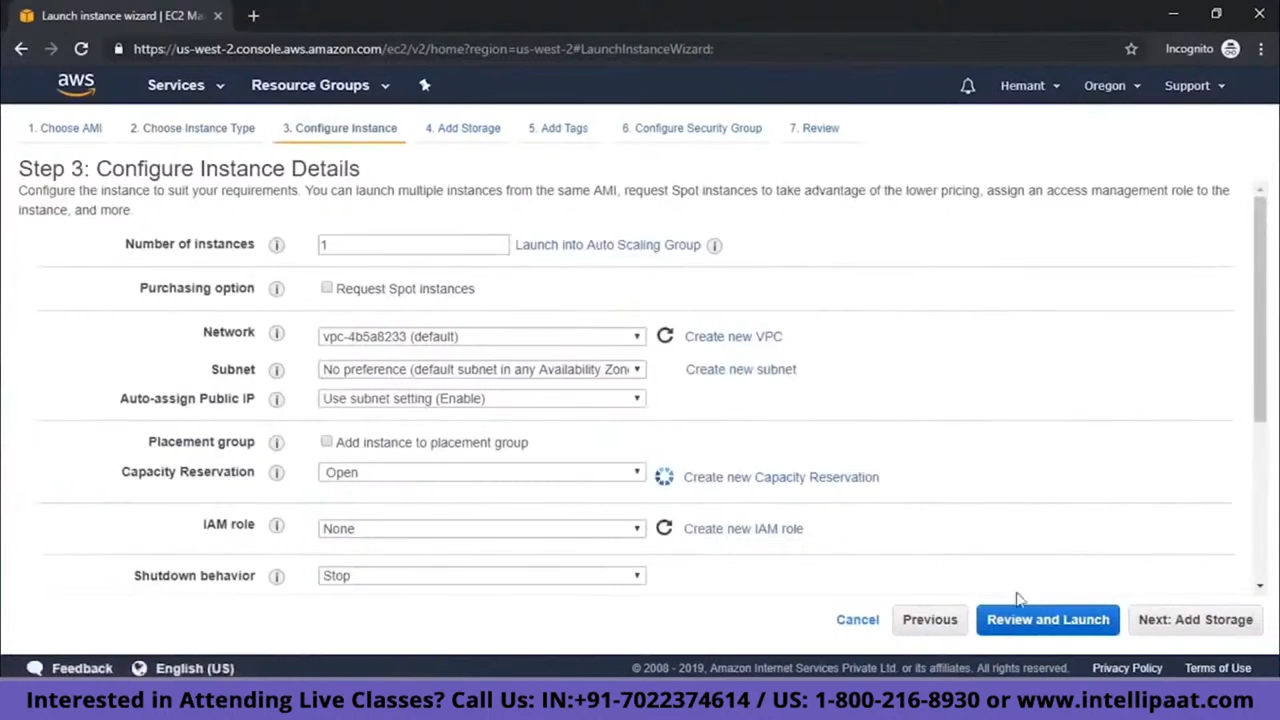 Launch instance wizard | EC2 Ma
https://us-west-2.console.aws.amazon.com/ec2/v2/home?region=us-west-2#LaunchInstanceWizard:
Incognito
aws
Services
Resource Groups
Hemant
Oregon
Support
1. Choose AMI
2. Choose Instance Type
3. Configure Instance
4. Add Storage
5. Add Tags
6. Configure Security Group
7. Review
Step 3: Configure Instance Details
Configure the instance to suit your requirements. You can launch multiple instances from the same AMI, request Spot instances to take advantage of the lower pricing, assign an access management role to the
instance, and more.
Number of instances
1
Launch into Auto Scaling Group
Purchasing option
Request Spot instances
Network
vpc-4b5a8233 (default)
Create new VPC
Subnet
No preference (default subnet in any Availability Zon
Create new subnet
Auto-assign Public IP
Use subnet setting (Enable)
Placement group
Add instance to placement group
Capacity Reservation
Open
Create new Capacity Reservation
IAM role
None
Create new IAM role
Shutdown behavior
Stop
Cancel
Previous
Review and Launch
Next: Add Storage
Feedback
English (US)
© 2008 - 2019, Amazon Internet Services Private Ltd. or its affiliates. All rights reserved.
Privacy Policy
Terms of Use
Interested in Attending Live Classes? Call Us: IN:+91-7022374614 / US: 1-800-216-8930 or www.intellipaat.com